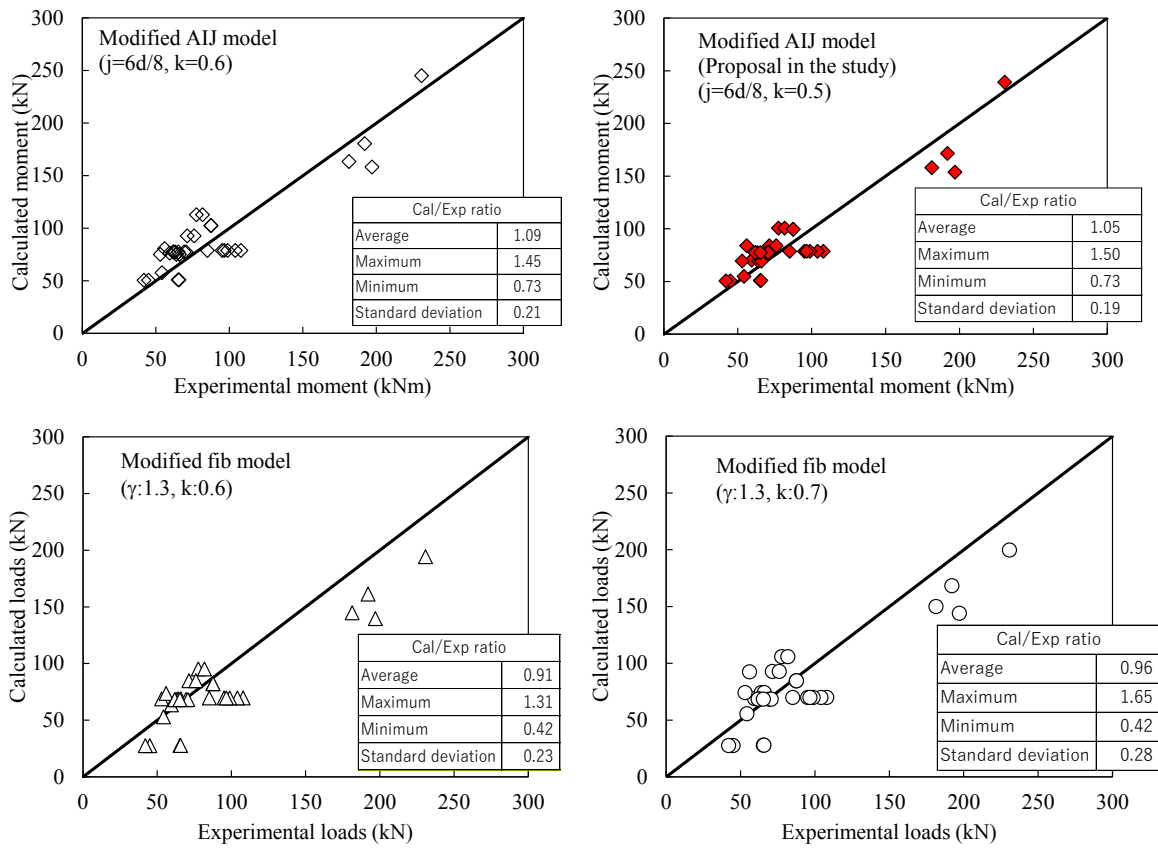 Modified AIJ model
(j=6d/8, k=0.6)
Calculated moment (kN)
300
250
200
150
100
50
0
0 50 100 150 200 250 300
Experimental moment (kNm)
Cal/Exp ratio
Average 1.09
Maximum 1.45
Minimum 0.73
Standard deviation 0.21
Modified AIJ model
(Proposal in the study)
(j=6d/8, k=0.5)
Calculated moment (kN)
300
250
200
150
100
50
0
0 50 100 150 200 250 300
Experimental moment (kNm)
Cal/Exp ratio
Average 1.05
Maximum 1.50
Minimum 0.73
Standard deviation 0.19
Modified fib model
(γ:1.3, k:0.6)
Calculated loads (kN)
300
250
200
150
100
50
0
0 50 100 150 200 250 300
Experimental loads (kN)
Cal/Exp ratio
Average 0.91
Maximum 1.31
Minimum 0.42
Standard deviation 0.23
Modified fib model
(γ:1.3, k:0.7)
Calculated loads (kN)
300
250
200
150
100
50
0
0 50 100 150 200 250 300
Experimental loads (kN)
Cal/Exp ratio
Average 0.96
Maximum 1.65
Minimum 0.42
Standard deviation 0.28